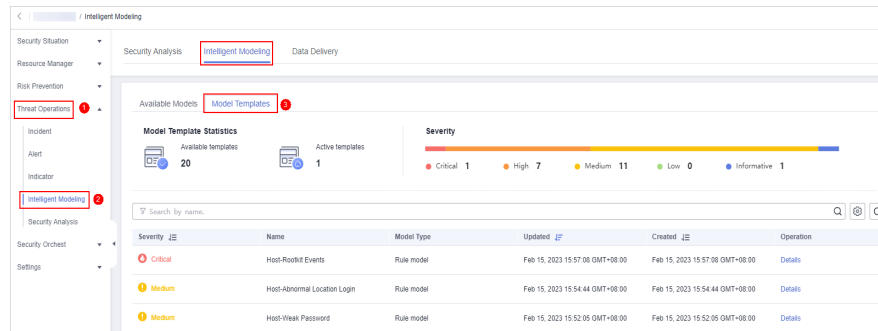 / Intelligent Modeling
Security Situation
Resource Manager
Risk Prevention
Threat Operations 1
Incident
Alert
Indicator
Intelligent Modeling 2
Security Analysis
Security Orchest
Settings
Security Analysis Intelligent Modeling Data Delivery
Available Models Model Templates 3
Model Template Statistics
Available templates
20
Active templates
1
Severity
Critical 1 High 7 Medium 11 Low 0 Informative 1
Search by name.
Severity Name Model Type Updated Created Operation
Critical Host-Rootkit Events Rule model Feb 15, 2023 15:57:08 GMT+08:00 Feb 15, 2023 15:57:08 GMT+08:00 Details
Medium Host-Abnormal Location Login Rule model Feb 15, 2023 15:54:44 GMT+08:00 Feb 15, 2023 15:54:44 GMT+08:00 Details
Medium Host-Weak Password Rule model Feb 15, 2023 15:52:05 GMT+08:00 Feb 15, 2023 15:52:05 GMT+08:00 Details